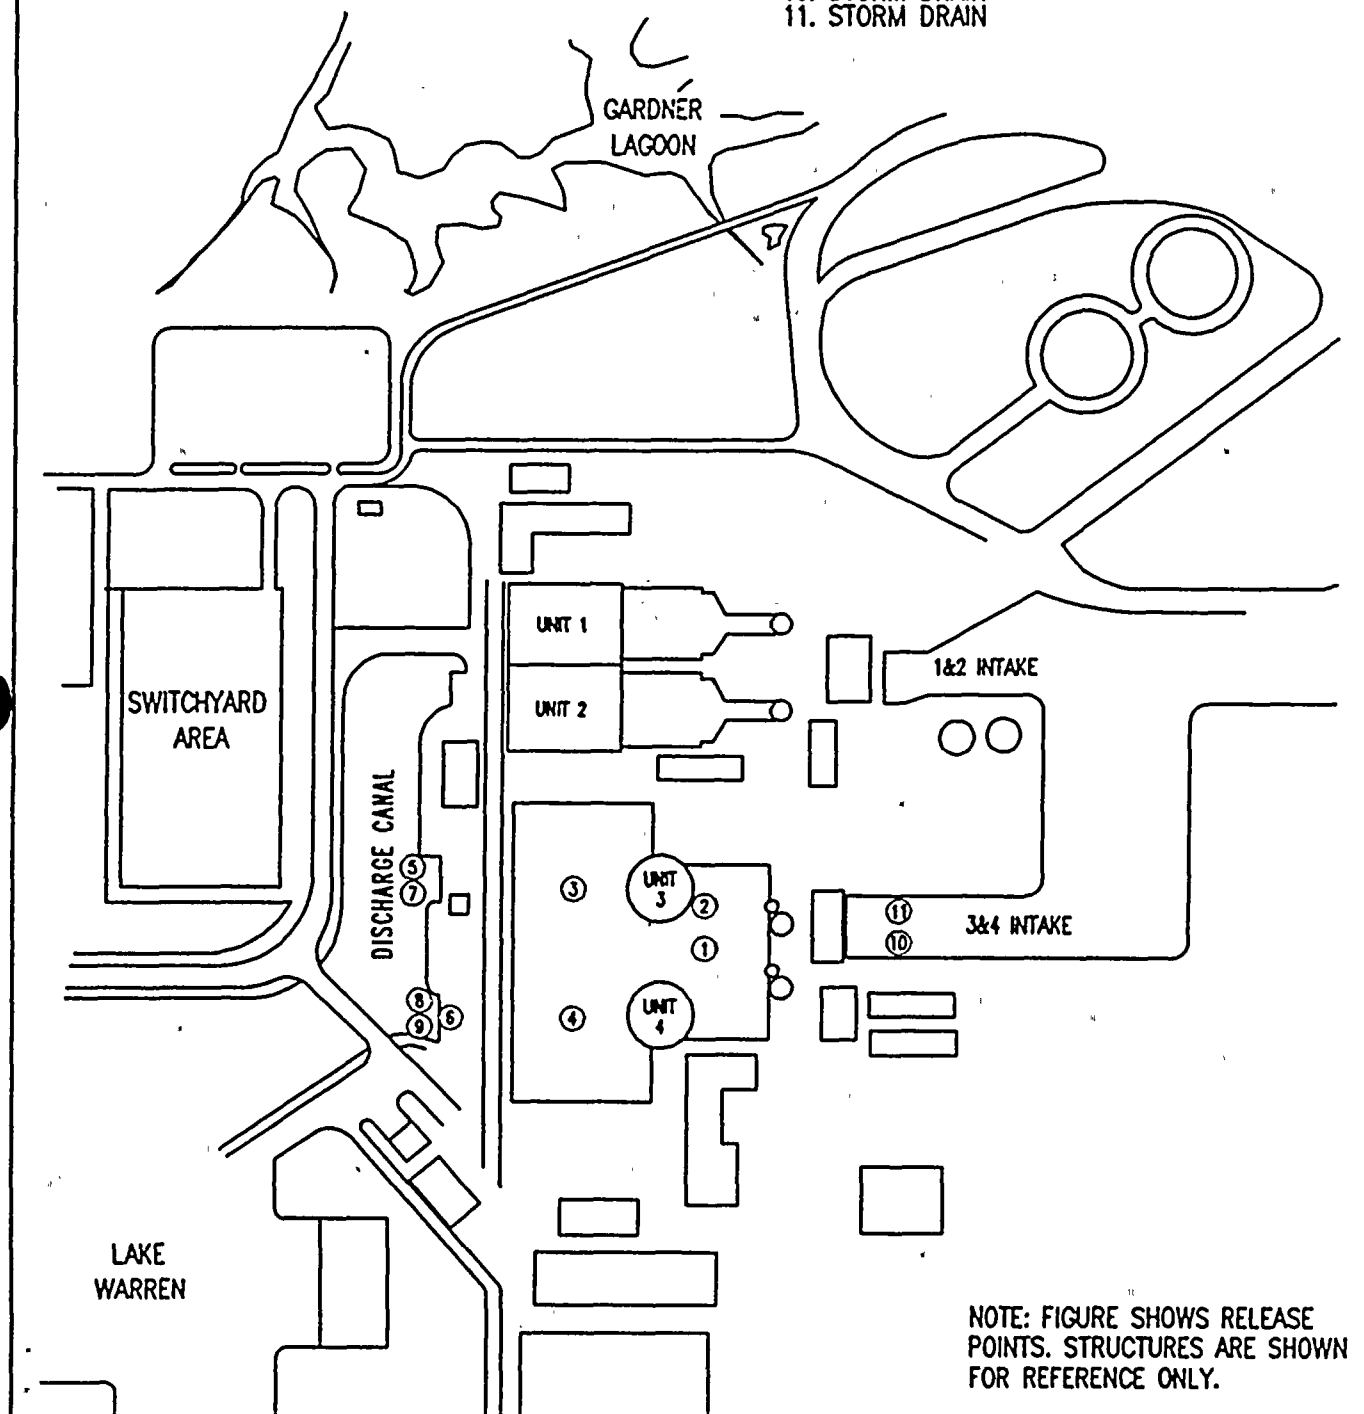 11. STORM DRAIN
GARDNER
LAGOON
UNIT 1
1&2 INTAKE
SWITCHYARD
AREA
UNIT 2
DISCHARGE CANAL
5
7
3
UNIT
3
2
11
3&4 INTAKE
1
10
8
6
9
4
UNIT
4
LAKE
WARREN
NOTE: FIGURE SHOWS RELEASE
POINTS. STRUCTURES ARE SHOWN
FOR REFERENCE ONLY.